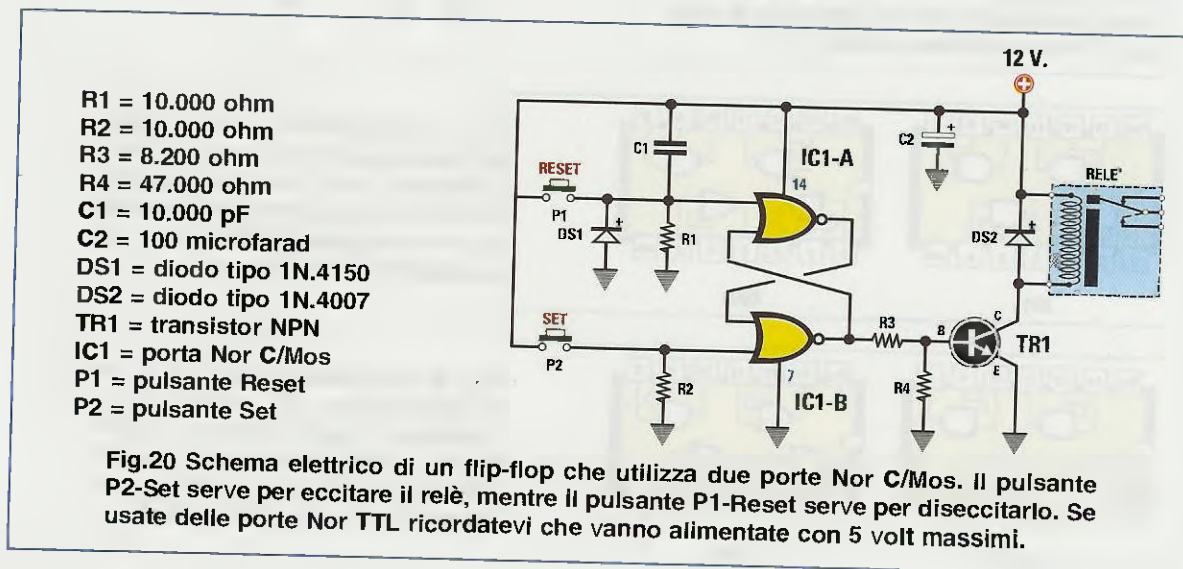 R1 = 10.000 ohm
R2 = 10.000 ohm
R3 = 8.200 ohm
R4 = 47.000 ohm
C1 = 10.000 pF
C2 = 100 microfarad
DS1 = diodo tipo 1N.4150
DS2 = diodo tipo 1N.4007
TR1 = transistor NPN
IC1 = porta Nor C/Mos
P1 = pulsante Reset
P2 = pulsante Set
12 V.
C1
IC1-A
C2
+
RELE'
RESET
14
P1
DS1
+
R1
DS2
+
SET
P2
R2
7
IC1-B
R3
R4
B
C
E
TR1
Fig.20 Schema elettrico di un flip-flop che utilizza due porte Nor C/Mos. Il pulsante
P2-Set serve per eccitare il relè, mentre il pulsante P1-Reset serve per diseccitarlo. Se
usate delle porte Nor TTL ricordatevi che vanno alimentate con 5 volt massimi.